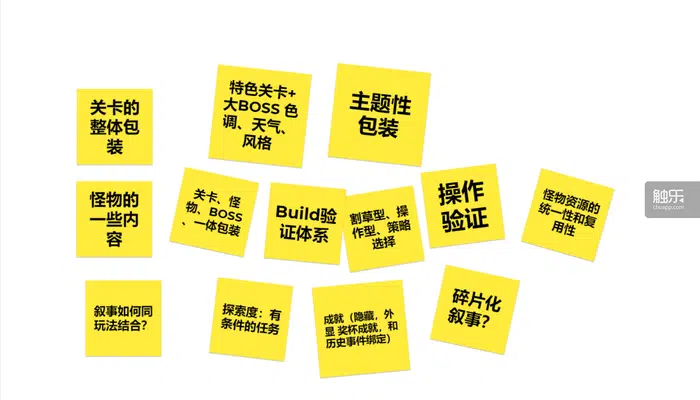 关卡的
整体包
装
特色关卡+
大BOSS 色
调、天气、
风格
主题性
包装
怪物的
一些内
容
关卡、怪
物、BOSS
、一体包装
Build验
证体系
割草型、操
作型、策略
选择
操作
验证
怪物资源的
统一性和复
用性
叙事如何同
玩法结合?
探索度：有
条件的任务
成就（隐藏，外
显 奖杯成就，和
历史事件绑定）
碎片化
叙事?
触乐
chuapp.com